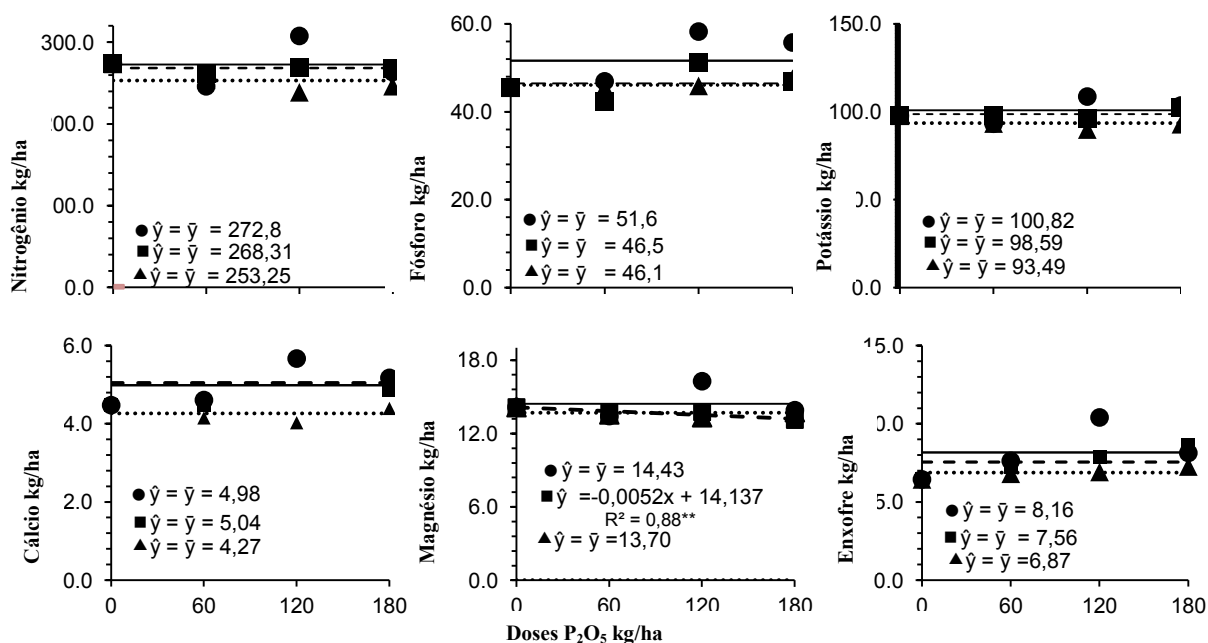 Nitrogênio kg/ha
300.0
200.0
00.0
0.0
● ŷ = ȳ = 272,8
■ ŷ = ȳ = 268,31
▲ ŷ = ȳ = 253,25
Fósforo kg/ha
60.0
40.0
20.0
0.0
● ŷ = ȳ = 51,6
■ ŷ = ȳ = 46,5
▲ ŷ = ȳ = 46,1
Potássio kg/ha
150.0
100.0
0.0
0.0
● ŷ = ȳ = 100,82
■ ŷ = ȳ = 98,59
▲ ŷ = ȳ = 93,49
Cálcio kg/ha
6.0
4.0
2.0
0.0
● ŷ = ȳ = 4,98
■ ŷ = ȳ = 5,04
▲ ŷ = ȳ = 4,27
0 60 120 180
Magnésio kg/ha
18.0
12.0
6.0
0.0
● ŷ = ȳ = 14,43
■ ŷ =-0,0052x + 14,137
R² = 0,88**
▲ ŷ = ȳ =13,70
0 60 120 180
Enxofre kg/ha
15.0
0.0
5.0
0.0
● ŷ = ȳ = 8,16
■ ŷ = ȳ = 7,56
▲ ŷ = ȳ =6,87
0 60 120 180
Doses P₂O₅ kg/ha